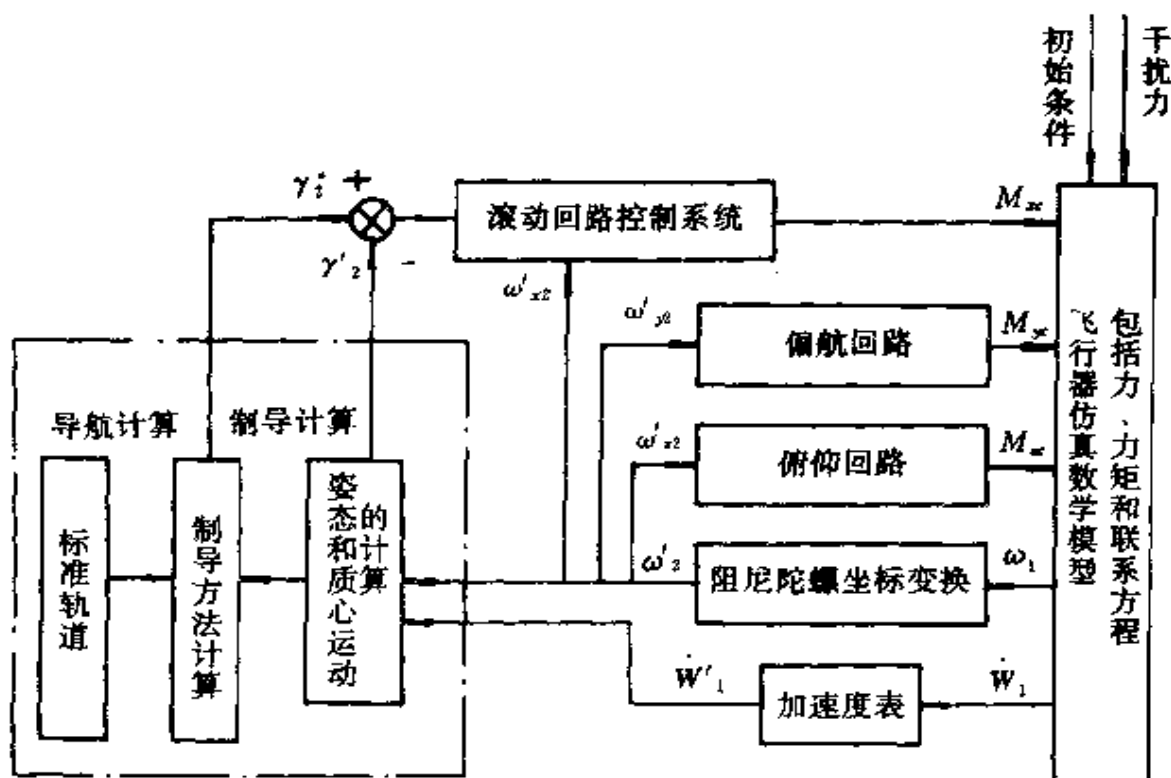 初始条件
干扰力
γ*₂ +
滚动回路控制系统
Mxc
γ'₂ -
ω'x2
ω'y2
偏航回路
Myc
导航计算
制导计算
ω'z2
俯仰回路
Mzc
标准轨道
制导方法计算
姿态和质心运动
的计算
ω'₂
阻尼陀螺坐标变换
ω₁
Ẇ'₁
加速度表
Ẇ₁
飞行器仿真数学模型
包括力、力矩和联系方程